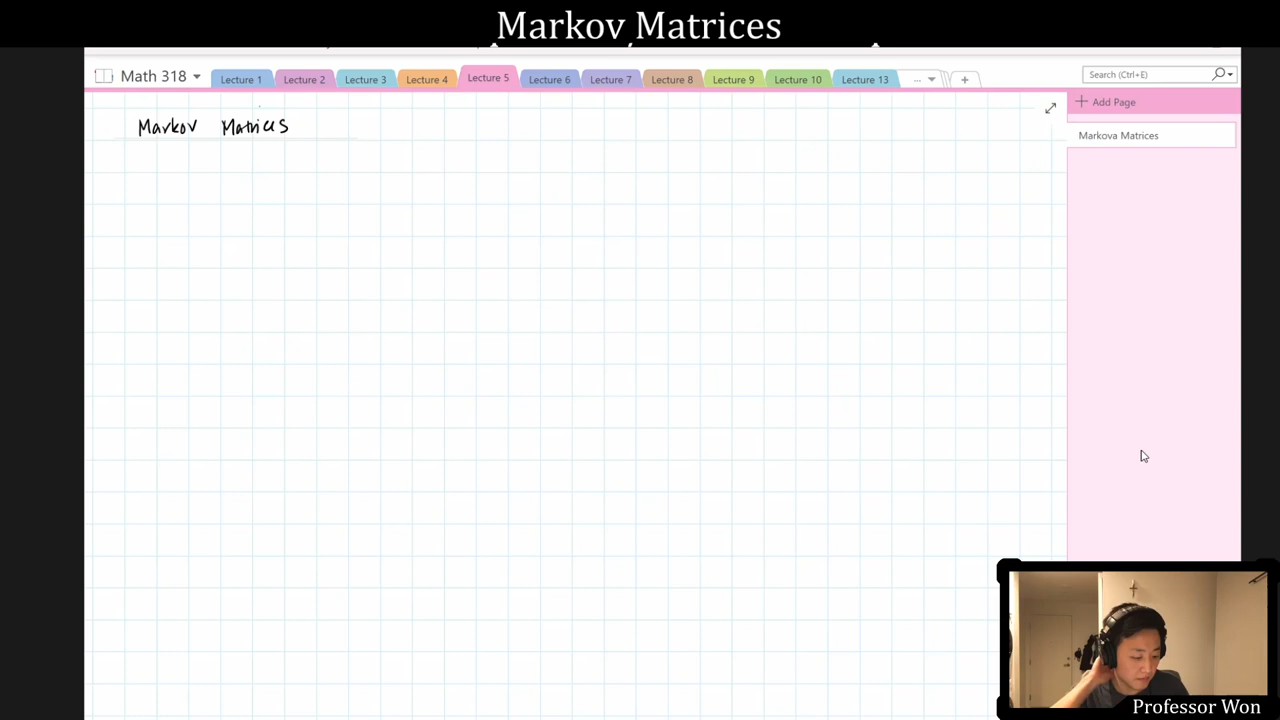 Markov Matrices
Math 318
Lecture 1
Lecture 2
Lecture 3
Lecture 4
Lecture 5
Lecture 6
Lecture 7
Lecture 8
Lecture 9
Lecture 10
Lecture 13
...
+
Search (Ctrl+E)
+ Add Page
Markov Matrices
Markova Matrices
Professor Won